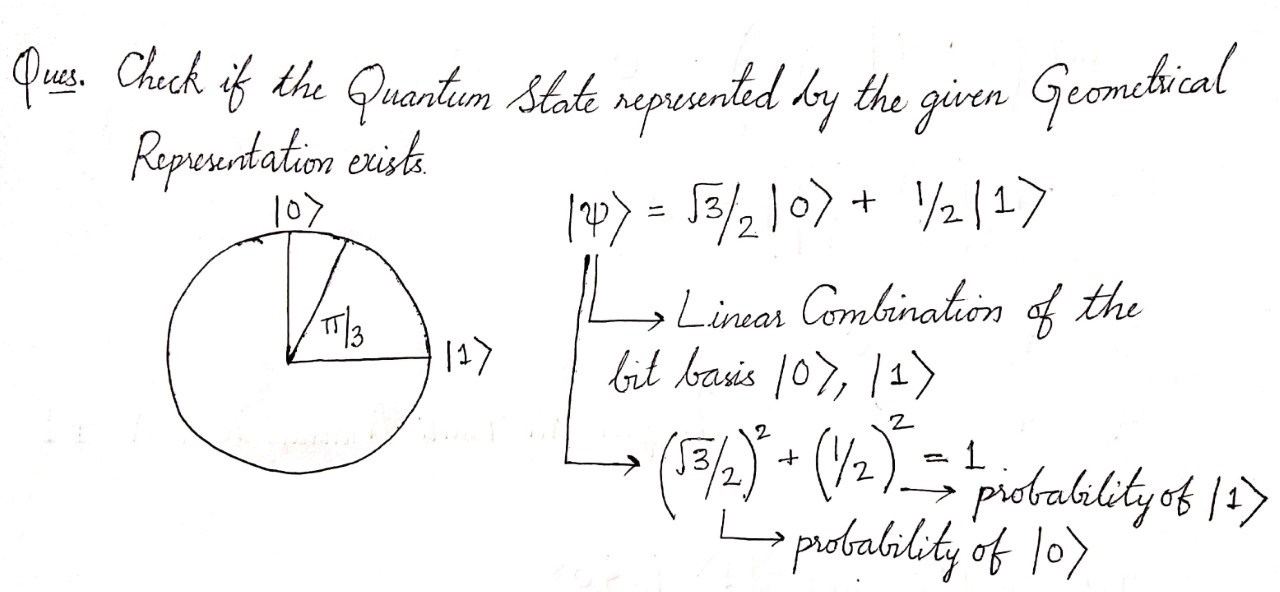 Ques. Check if the Quantum State represented by the given Geometrical
Representation exists.
|0>
π/3
|1>
|ψ> = √3/2 |0> + 1/2 |1>
→ Linear Combination of the
bit basis |0>, |1>
→ (√3/2)² + (1/2)² = 1
→ probability of |1>
→ probability of |0>